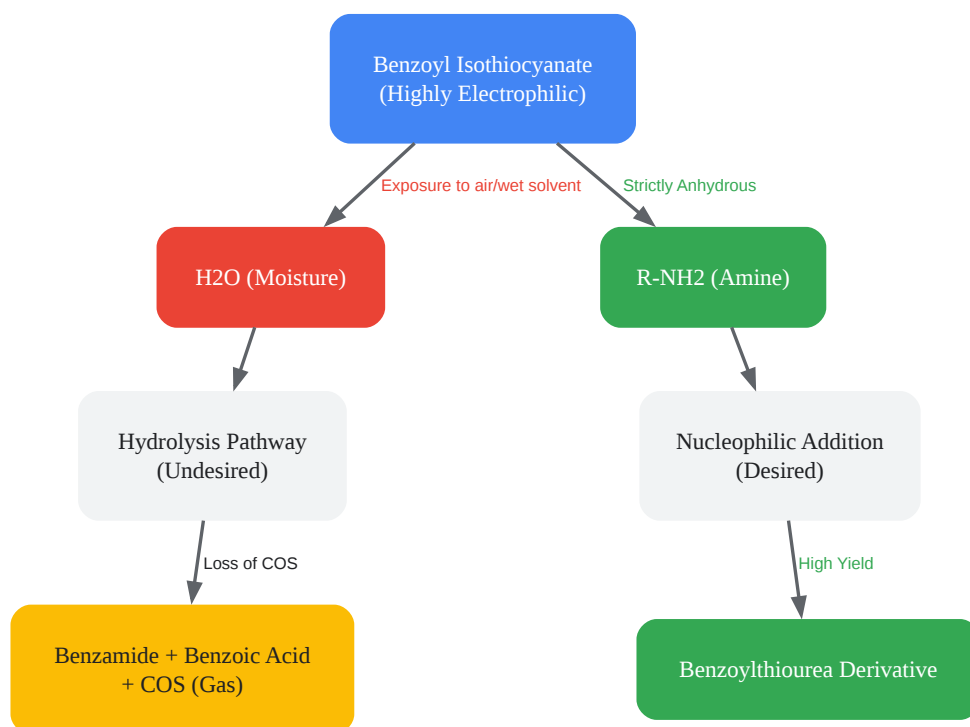 Benzoyl Isothiocyanate
(Highly Electrophilic)
Exposure to air/wet solvent
Strictly Anhydrous
H2O (Moisture)
R-NH2 (Amine)
Hydrolysis Pathway
(Undesired)
Nucleophilic Addition
(Desired)
Loss of COS
High Yield
Benzamide + Benzoic Acid
+ COS (Gas)
Benzoylthiourea Derivative